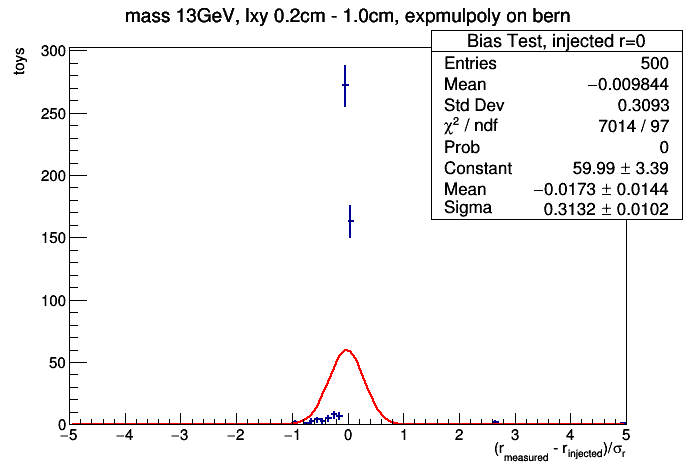 mass 13GeV, lxy 0.2cm - 1.0cm, expmulpoly on bern
toys
Bias Test, injected r=0
Entries 500
Mean −0.009844
Std Dev 0.3093
χ² / ndf 7014 / 97
Prob 0
Constant 59.99 ± 3.39
Mean −0.0173 ± 0.0144
Sigma 0.3132 ± 0.0102
300
250
200
150
100
50
0
−5 −4 −3 −2 −1 0 1 2 3 4 5
(r_measured - r_injected)/σ_r